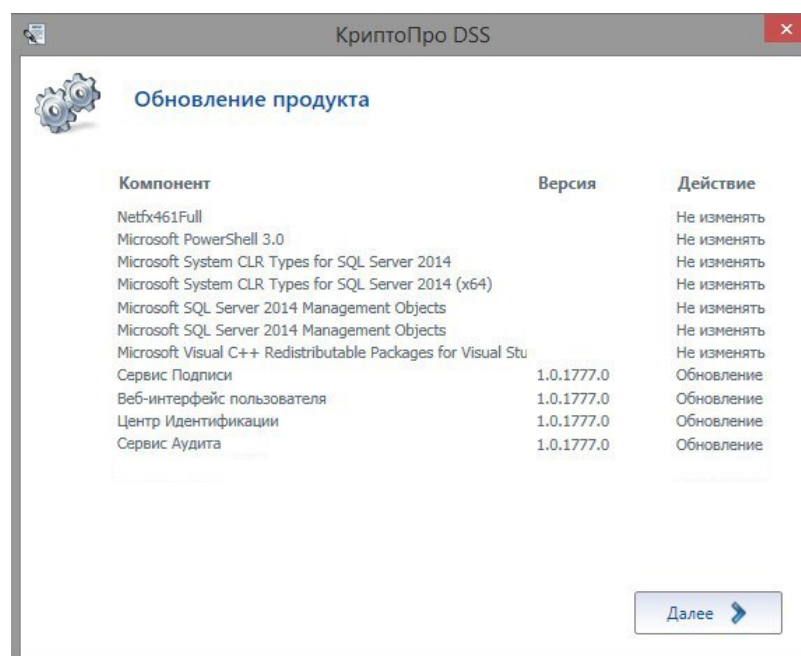 КриптоПро DSS
Обновление продукта
Компонент Версия Действие
Netfx461Full Не изменять
Microsoft PowerShell 3.0 Не изменять
Microsoft System CLR Types for SQL Server 2014 Не изменять
Microsoft System CLR Types for SQL Server 2014 (x64) Не изменять
Microsoft SQL Server 2014 Management Objects Не изменять
Microsoft SQL Server 2014 Management Objects Не изменять
Microsoft Visual C++ Redistributable Packages for Visual Stu Не изменять
Сервис Подписи 1.0.1777.0 Обновление
Веб-интерфейс пользователя 1.0.1777.0 Обновление
Центр Идентификации 1.0.1777.0 Обновление
Сервис Аудита 1.0.1777.0 Обновление
Далее